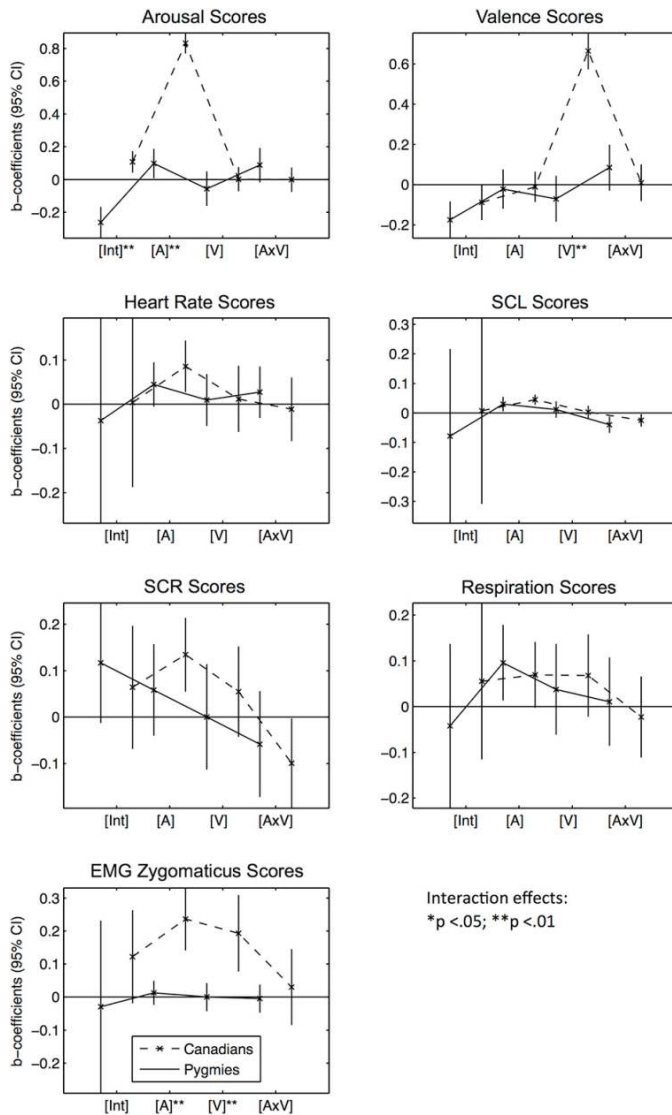 Arousal Scores
b-coefficients (95% CI)
0.8
0.6
0.4
0.2
0
−0.2
[Int]** [A]** [V] [AxV]
Valence Scores
0.6
0.4
0.2
0
−0.2
[Int] [A] [V]** [AxV]
Heart Rate Scores
b-coefficients (95% CI)
0.1
0
−0.1
−0.2
[Int] [A] [V] [AxV]
SCL Scores
0.3
0.2
0.1
0
−0.1
−0.2
−0.3
[Int] [A] [V] [AxV]
SCR Scores
b-coefficients (95% CI)
0.2
0.1
0
−0.1
[Int] [A] [V] [AxV]
Respiration Scores
0.2
0.1
0
−0.1
−0.2
[Int] [A] [V] [AxV]
EMG Zygomaticus Scores
b-coefficients (95% CI)
0.3
0.2
0.1
0
−0.1
−0.2
Canadians
Pygmies
[Int] [A]** [V]** [AxV]
Interaction effects:
*p <.05; **p <.01